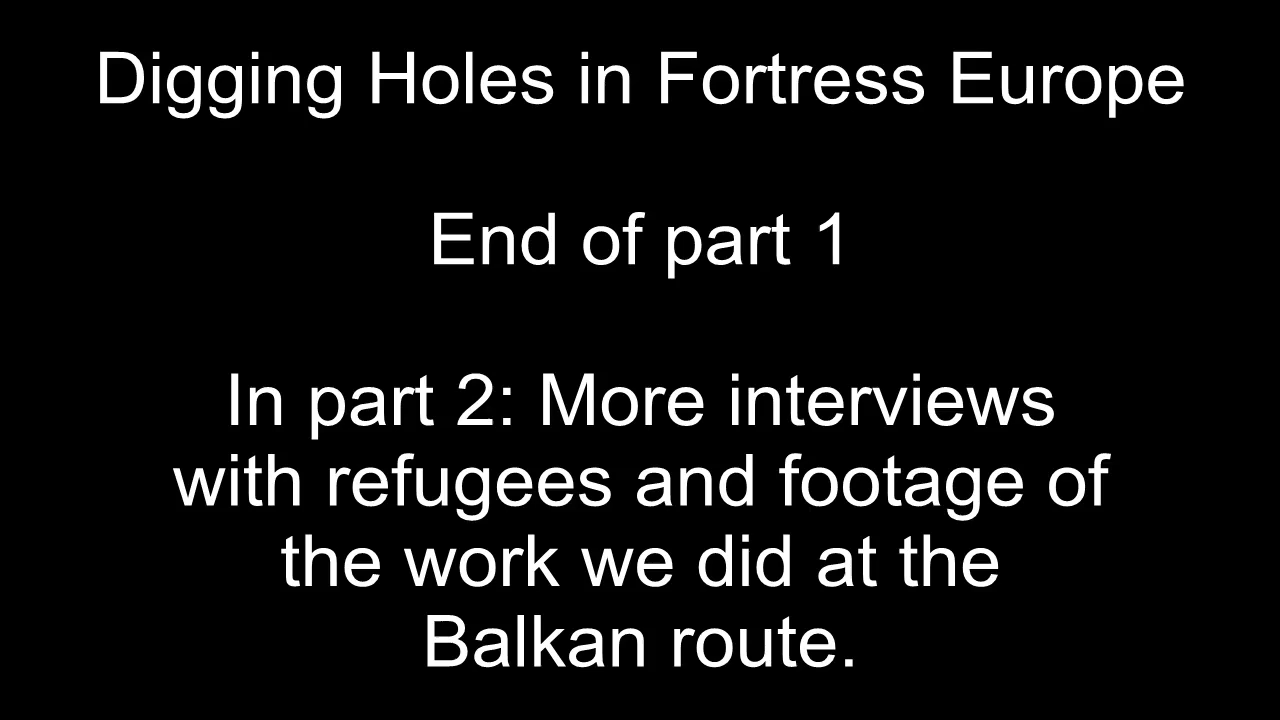 Digging Holes in Fortress Europe
End of part 1
In part 2: More interviews
with refugees and footage of
the work we did at the
Balkan route.